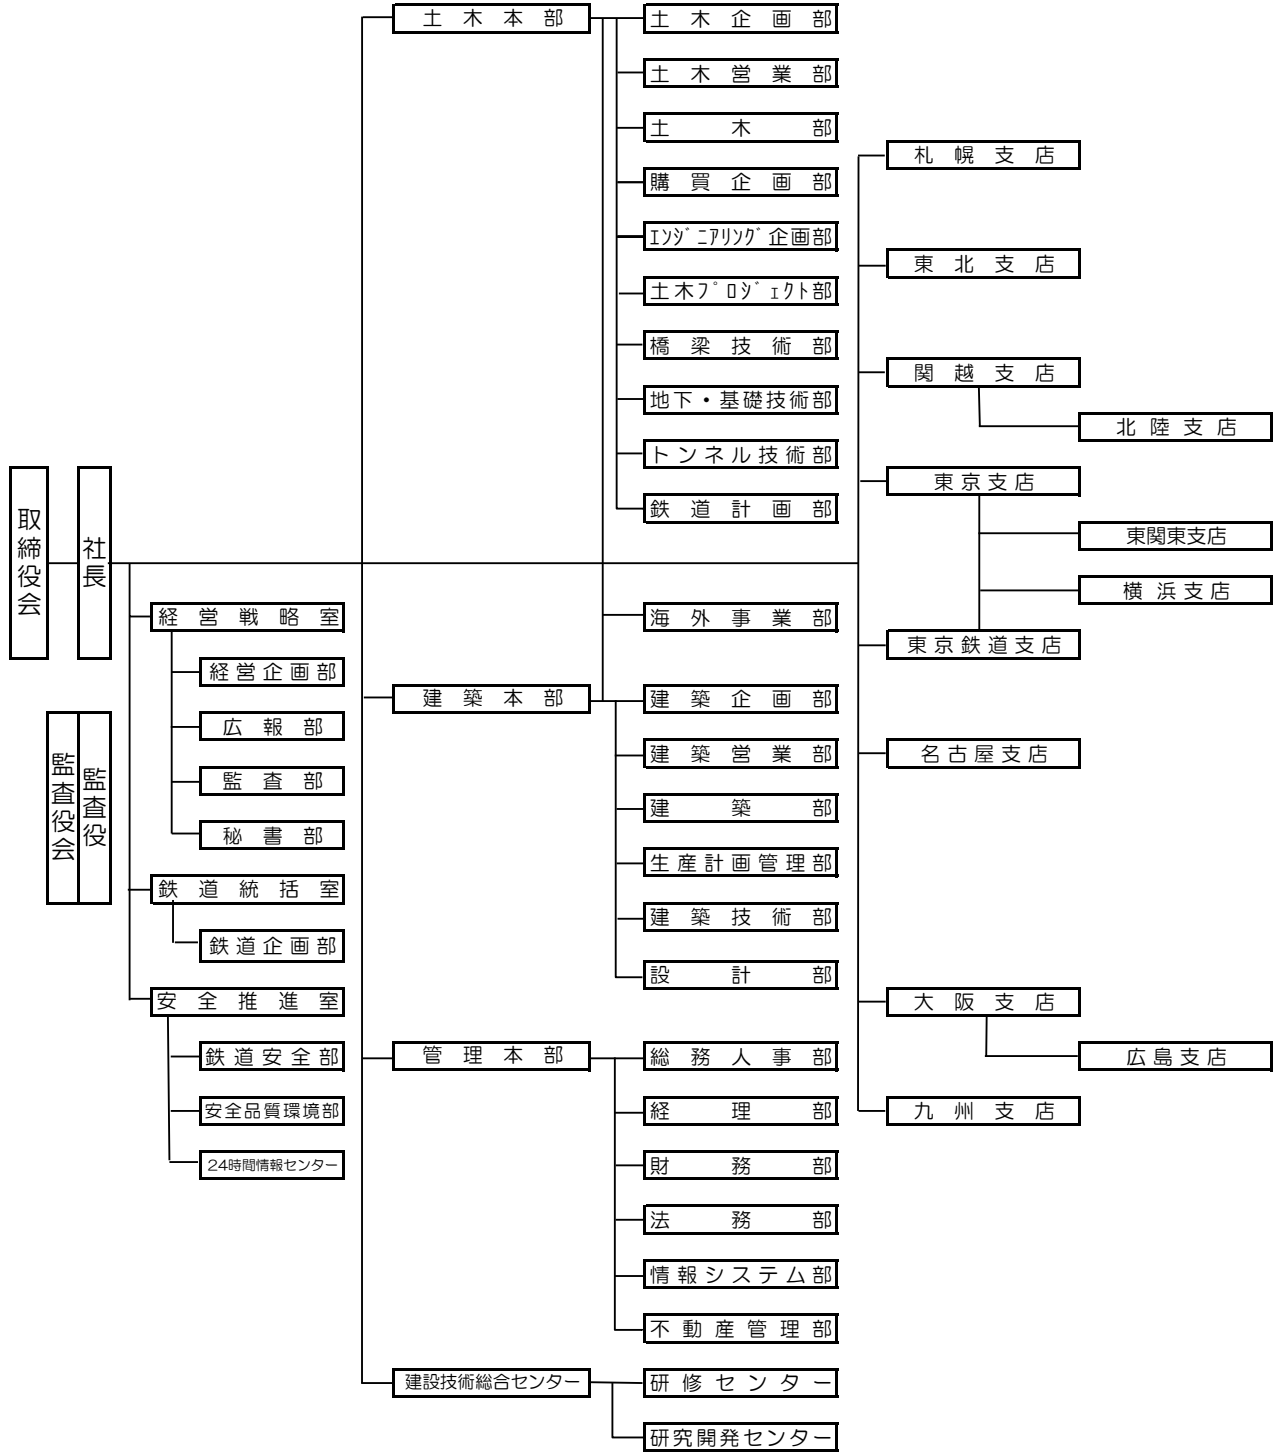 取締役会
社長
監査役会
監査役
経営戦略室
経営企画部
広報部
監査部
秘書部
鉄道統括室
鉄道企画部
安全推進室
鉄道安全部
安全品質環境部
24時間情報センター
土木本部
土木企画部
土木営業部
土木部
購買企画部
ｴﾝｼﾞﾆｱﾘﾝｸﾞ企画部
土木ﾌﾟﾛｼﾞｪｸﾄ部
橋梁技術部
地下・基礎技術部
トンネル技術部
鉄道計画部
海外事業部
建築本部
建築企画部
建築営業部
建築部
生産計画管理部
建築技術部
設計部
管理本部
総務人事部
経理部
財務部
法務部
情報システム部
不動産管理部
建設技術総合センター
研修センター
研究開発センター
札幌支店
東北支店
関越支店
北陸支店
東京支店
東関東支店
横浜支店
東京鉄道支店
名古屋支店
大阪支店
広島支店
九州支店